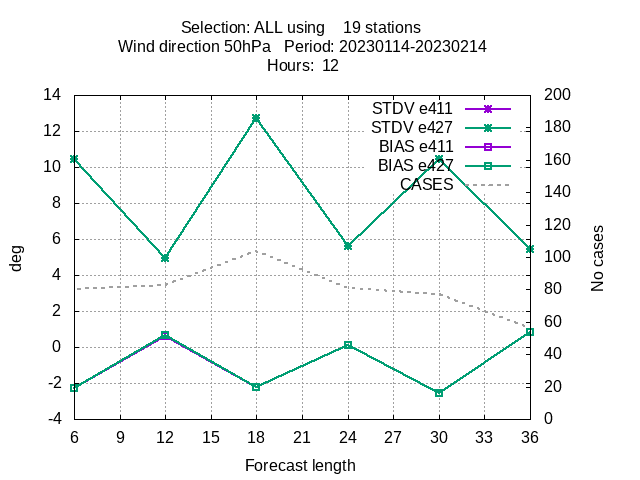 Selection: ALL using    19 stations
Wind direction 50hPa   Period: 20230114-20230214
Hours:  12
STDV e411
STDV e427
BIAS e411
BIAS e427
CASES
14
12
10
8
6
4
2
0
-2
-4
deg
200
180
160
140
120
100
80
60
40
20
0
No cases
6 9 12 15 18 21 24 27 30 33 36
Forecast length